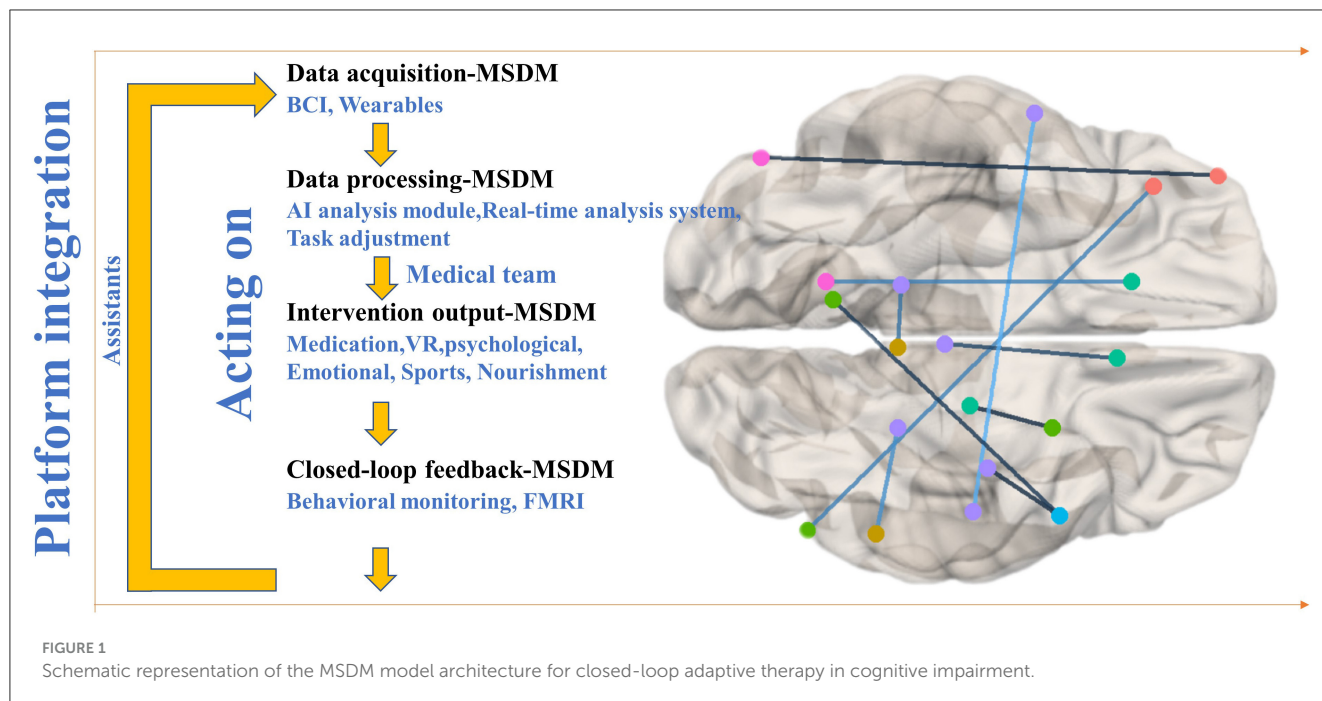 Platform integration
Assistants
Acting on
Data acquisition-MSDM
BCI, Wearables
Data processing-MSDM
AI analysis module,Real-time analysis system,
Task adjustment
Medical team
Intervention output-MSDM
Medication,VR,psychological,
Emotional, Sports, Nourishment
Closed-loop feedback-MSDM
Behavioral monitoring, FMRI
FIGURE 1
Schematic representation of the MSDM model architecture for closed-loop adaptive therapy in cognitive impairment.